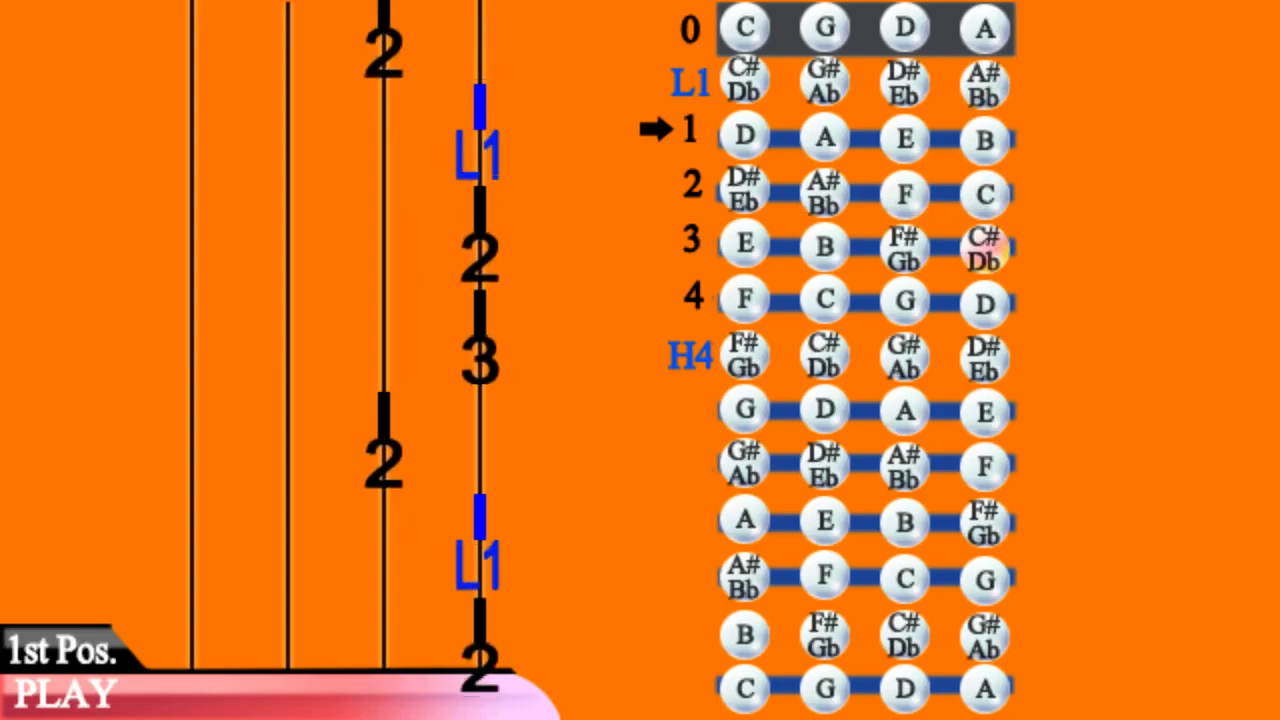 2
L1
2
3
2
L1
2
1st Pos.
PLAY
0 C G D A
L1 C# Db G# Ab D# Eb A# Bb
1 D A E B
2 D# Eb A# Bb F C
3 E B F# Gb C# Db
4 F C G D
H4 F# Gb C# Db G# Ab D# Eb
G D A E
G# Ab D# Eb A# Bb F
A E B F# Gb
A# Bb F C G
B F# Gb C# Db G# Ab
C G D A